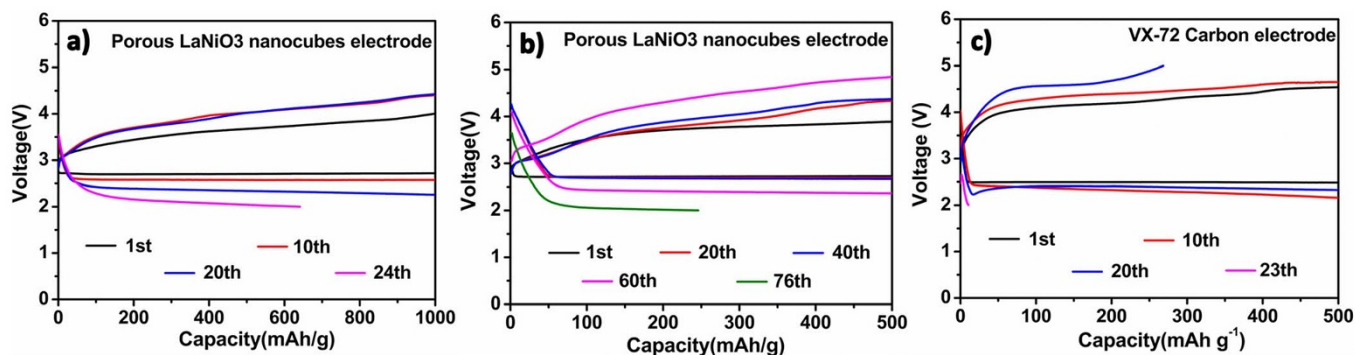 a)
Porous LaNiO3 nanocubes electrode
Voltage(V)
6
5
4
3
2
1
0
1st
10th
20th
24th
0
200
400
600
800
1000
Capacity(mAh/g)
b)
Porous LaNiO3 nanocubes electrode
Voltage(V)
6
5
4
3
2
1
0
1st
20th
40th
60th
76th
0
100
200
300
400
500
Capacity(mAh/g)
c)
VX-72 Carbon electrode
Voltage (V)
6
5
4
3
2
1
0
1st
10th
20th
23th
0
100
200
300
400
500
Capacity(mAh g-1)